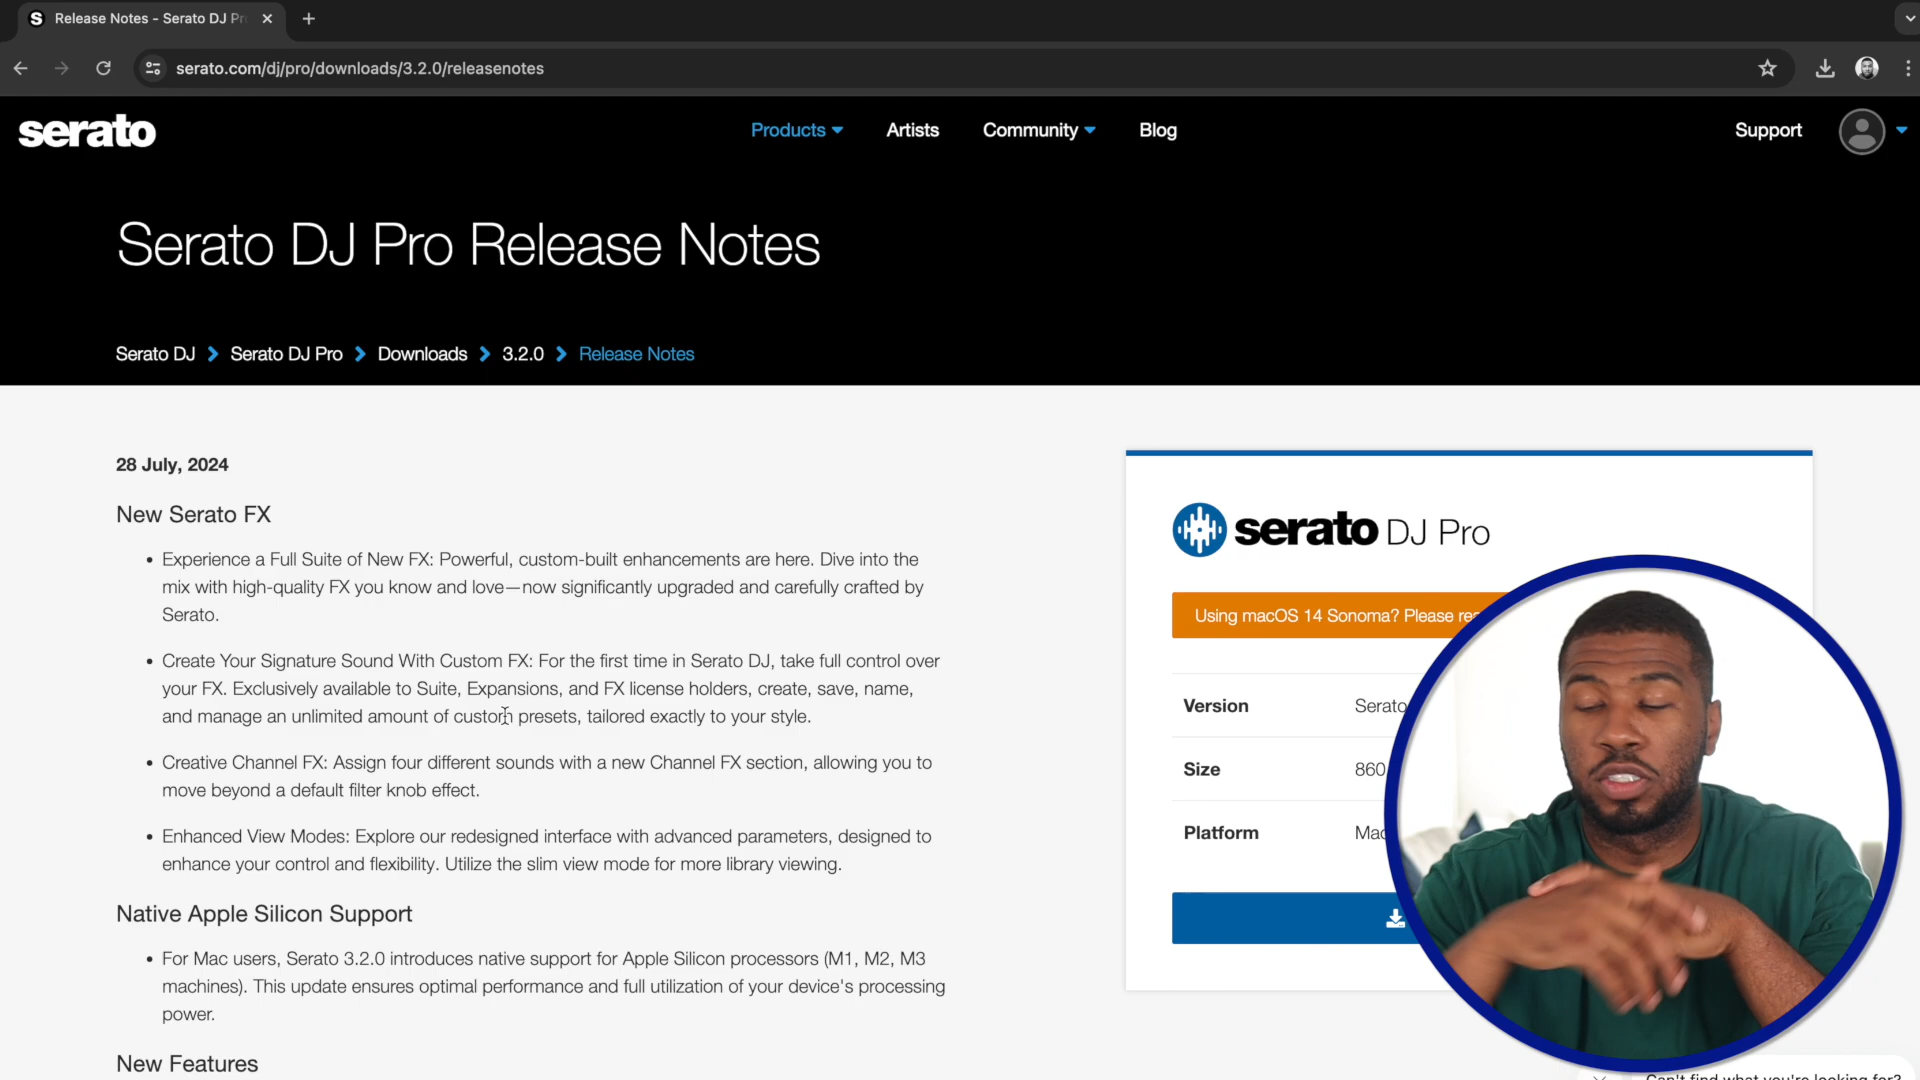 Release Notes - Serato DJ Pr
serato.com/dj/pro/downloads/3.2.0/releasenotes
serato
Products
Artists
Community
Blog
Support
Serato DJ Pro Release Notes
Serato DJ
Serato DJ Pro
Downloads
3.2.0
Release Notes
28 July, 2024
New Serato FX
• Experience a Full Suite of New FX: Powerful, custom-built enhancements are here. Dive into the
mix with high-quality FX you know and love—now significantly upgraded and carefully crafted by
Serato.
• Create Your Signature Sound With Custom FX: For the first time in Serato DJ, take full control over
your FX. Exclusively available to Suite, Expansions, and FX license holders, create, save, name,
and manage an unlimited amount of custom presets, tailored exactly to your style.
• Creative Channel FX: Assign four different sounds with a new Channel FX section, allowing you to
move beyond a default filter knob effect.
• Enhanced View Modes: Explore our redesigned interface with advanced parameters, designed to
enhance your control and flexibility. Utilize the slim view mode for more library viewing.
Native Apple Silicon Support
• For Mac users, Serato 3.2.0 introduces native support for Apple Silicon processors (M1, M2, M3
machines). This update ensures optimal performance and full utilization of your device's processing
power.
New Features
serato DJ Pro
Using macOS 14 Sonoma? Please rea
Version Serato
Size 860
Platform Mac
Can't find what you're looking for?